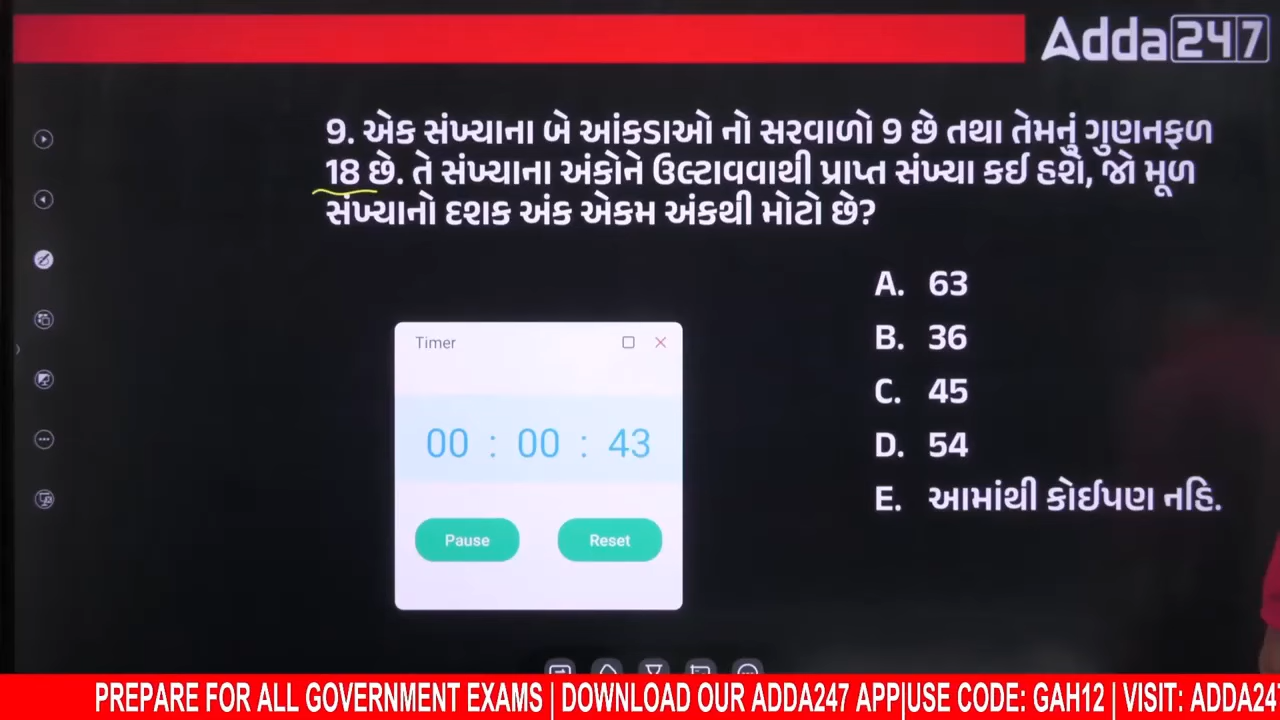 Adda247
9. એક સંખ્યાના બે આંકડાઓ નો સરવાળો 9 છે તથા તેમનું ગુણનફળ
18 છે. તે સંખ્યાના અંકોને ઉલ્ટાવવાથી પ્રાપ્ત સંખ્યા કઈ હશે, જો મૂળ
સંખ્યાનો દશક અંક એકમ અંકથી મોટો છે?
A. 63
B. 36
C. 45
D. 54
E. આમાંથી કોઈપણ નહિ.
Timer
00 : 00 : 43
Pause Reset
PREPARE FOR ALL GOVERNMENT EXAMS | DOWNLOAD OUR ADDA247 APP|USE CODE: GAH12 | VISIT: ADDA24